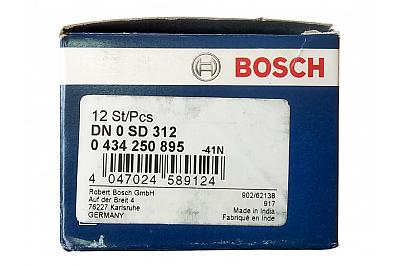 BOSCH
12 St/Pcs
DN 0 SD 312
0 434 250 895 -41N
4 047024 589124
Robert Bosch GmbH
Auf der Breit 4
76227 Karlsruhe
GERMANY
902/62138
917
Made in India
Fabriqué en Inde